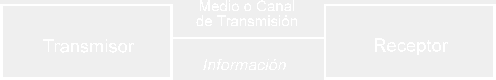 Medio o Canal
de Transmisión
Transmisor
Información
Receptor